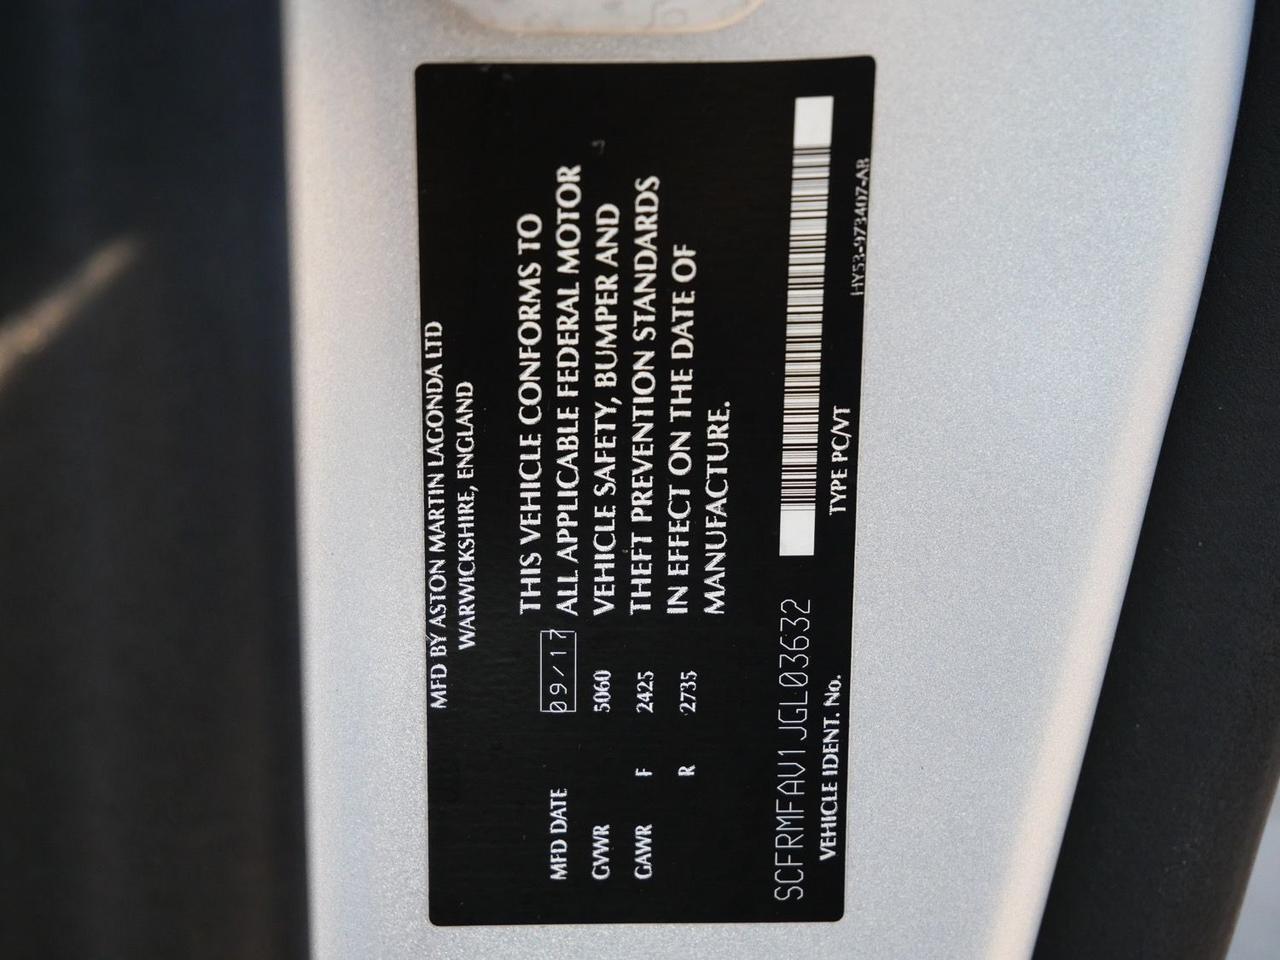 MFD BY ASTON MARTIN LAGONDA LTD
WARWICKSHIRE, ENGLAND
MFD DATE 09/17
GVWR 5060
GAWR F 2425
R 2735
THIS VEHICLE CONFORMS TO
ALL APPLICABLE FEDERAL MOTOR
VEHICLE SAFETY, BUMPER AND
THEFT PREVENTION STANDARDS
IN EFFECT ON THE DATE OF
MANUFACTURE.
SCFRMFAV1JGL03632
VEHICLE IDENT. No.
TYPE PC/VT
HY53-973407-AB